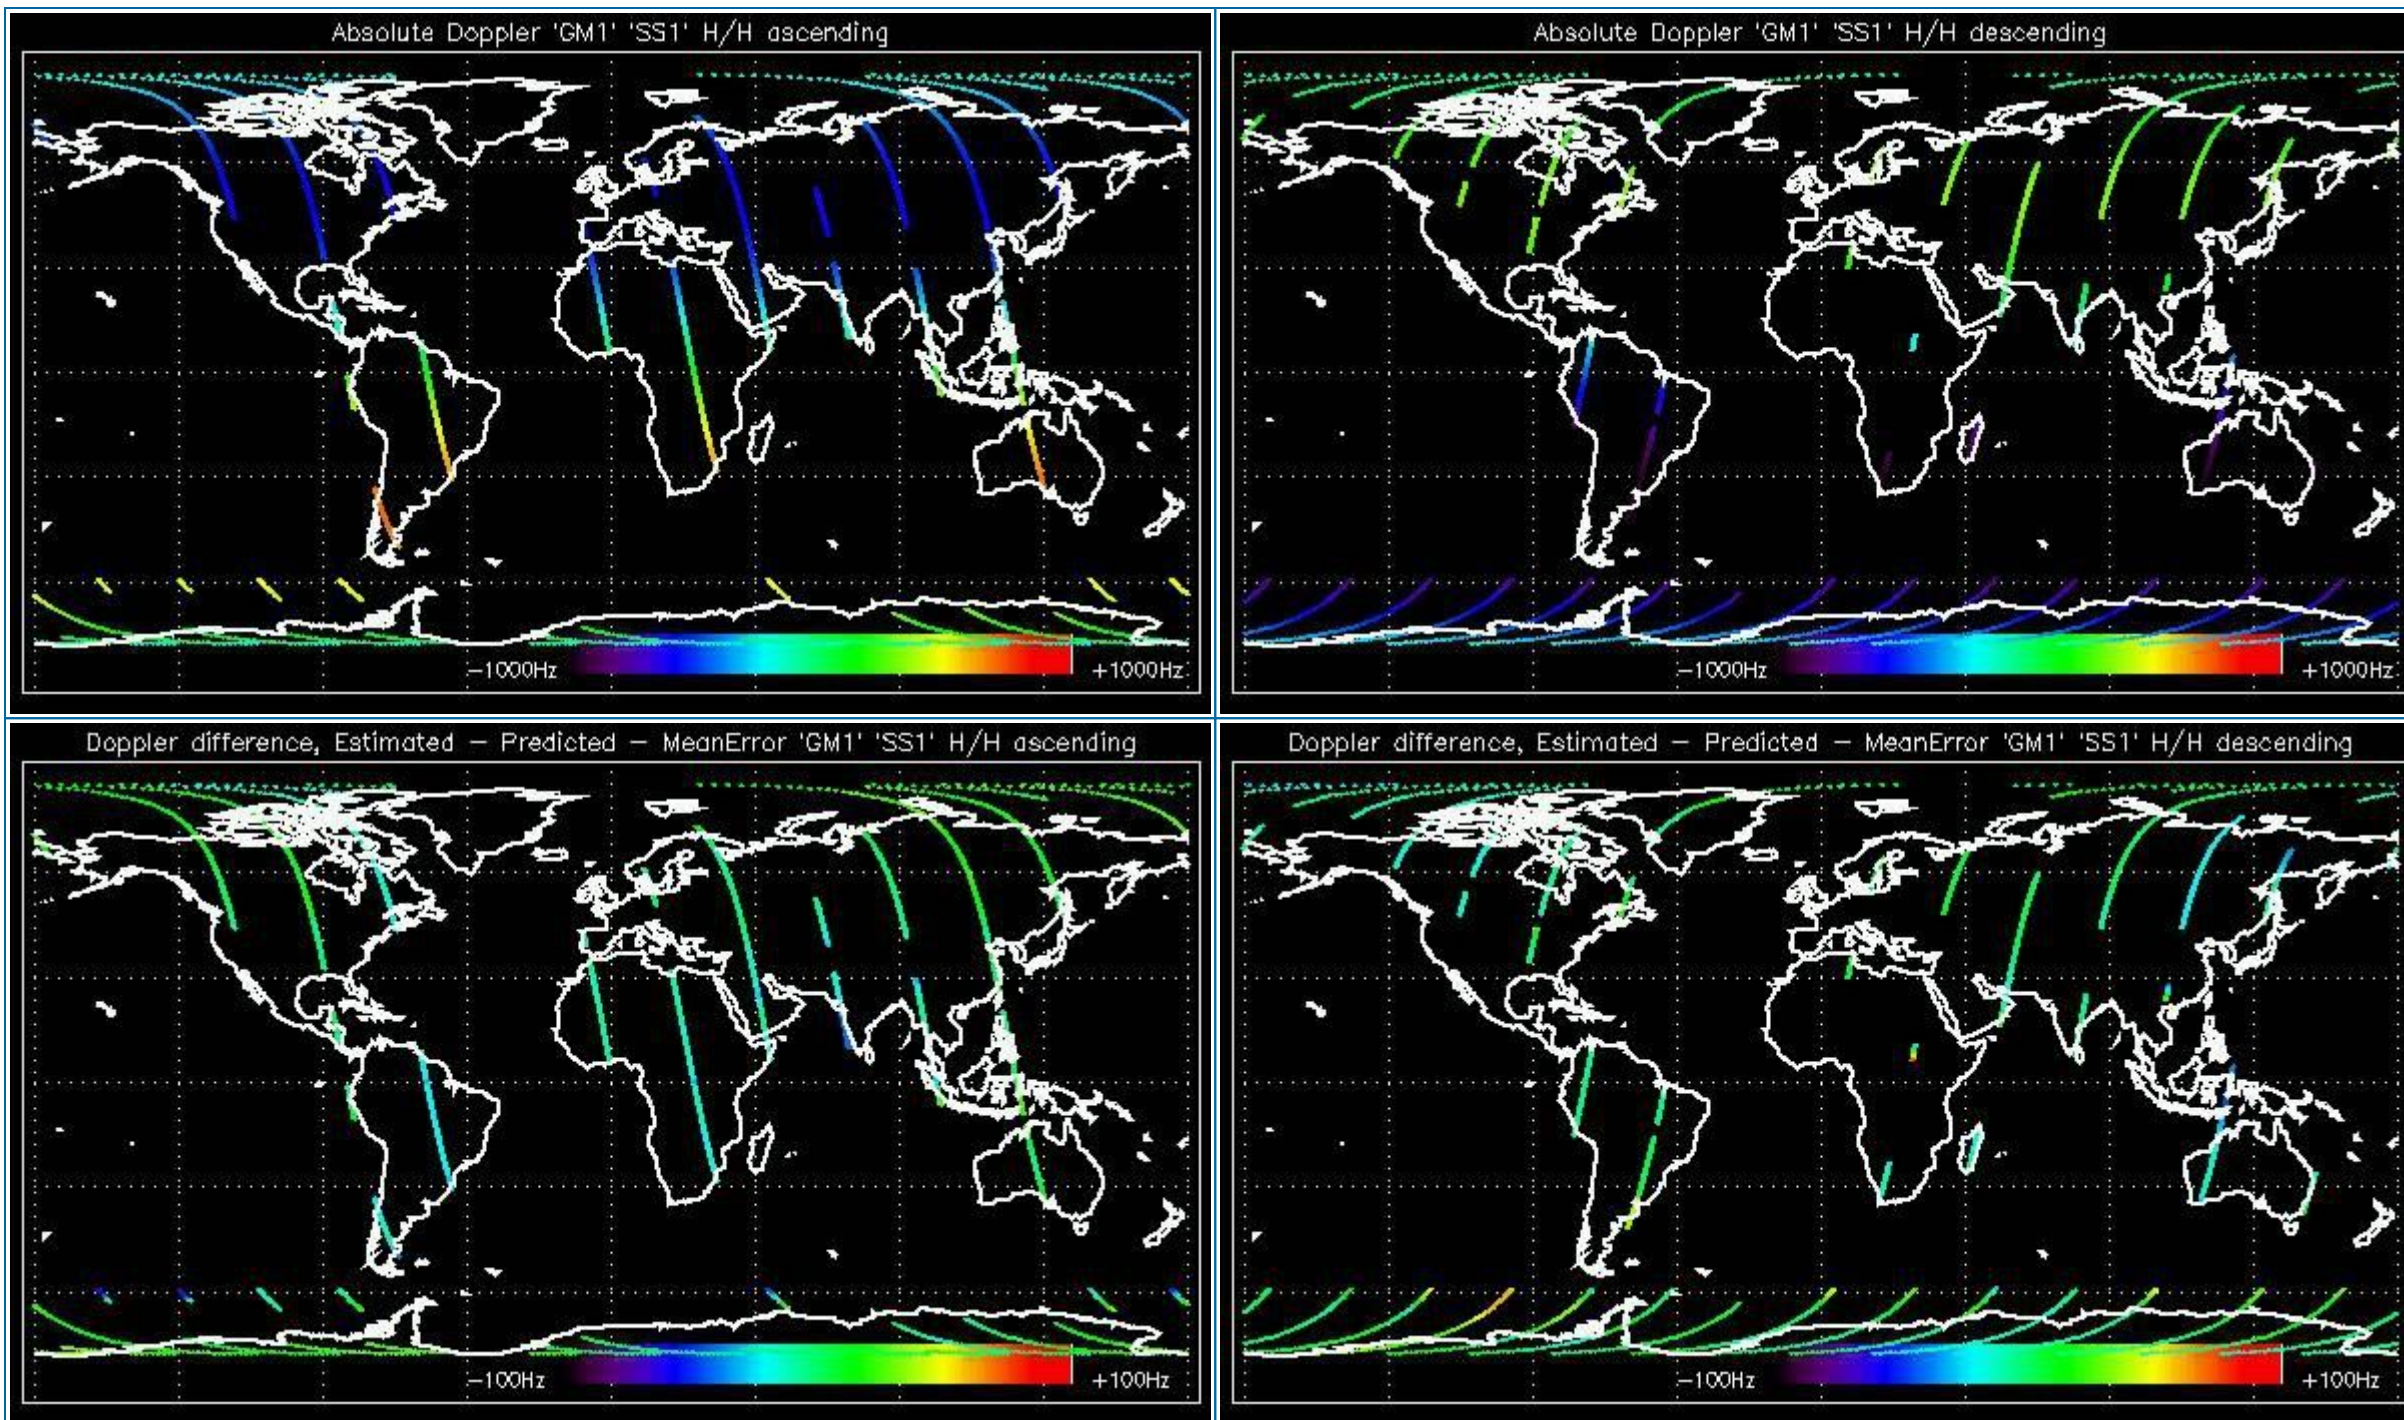 Absolute Doppler 'GM1' 'SS1' H/H ascending
−1000Hz
+1000Hz
Absolute Doppler 'GM1' 'SS1' H/H descending
−1000Hz
+1000Hz
Doppler difference, Estimated − Predicted − MeanError 'GM1' 'SS1' H/H ascending
−100Hz
+100Hz
Doppler difference, Estimated − Predicted − MeanError 'GM1' 'SS1' H/H descending
−100Hz
+100Hz